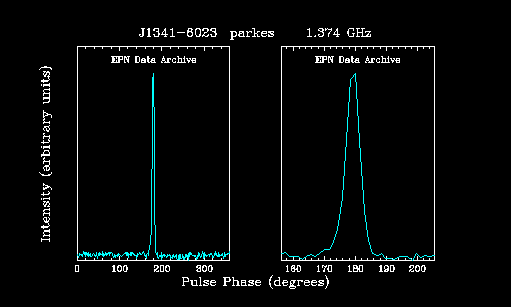 J1341-6023 parkes 1.374 GHz
EPN Data Archive EPN Data Archive
Intensity (arbitrary units)
0 100 200 300 160 170 180 190 200
Pulse Phase (degrees)